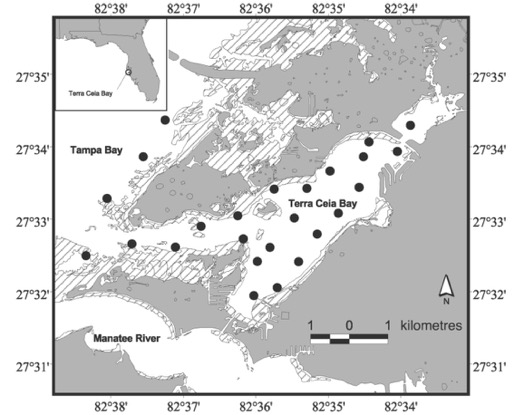 82°38' 82°37' 82°36' 82°35' 82°34'
Terra Ceia Bay
27°35' 27°35'
Tampa Bay
27°34' 27°34'
Terra Ceia Bay
27°33' 27°33'
27°32' 27°32'
1 0 1 kilometres
N
Manatee River
27°31' 27°31'
82°38' 82°37' 82°36' 82°35' 82°34'